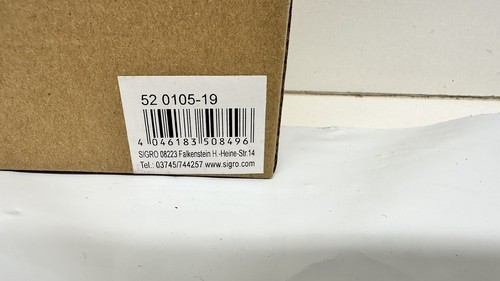 52 0105-19
4 046183 508496
SIGRO 08223 Falkenstein H.-Heine-Str.14
Tel.: 03745/744257 www.sigro.com